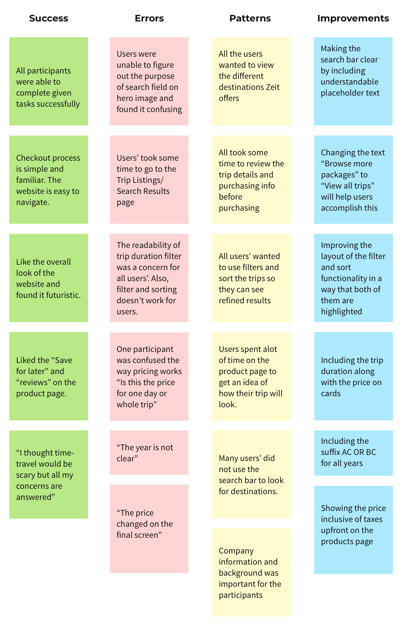 Success
Errors
Patterns
Improvements
All participants
were able to
complete given
tasks successfully
Users were
unable to figure
out the purpose
of search field on
hero image and
found it confusing
All the users
wanted to view
the different
destinations Zeit
offers
Making the
search bar clear
by including
understandable
placeholder text
Checkout process
is simple and
familiar. The
website is easy to
navigate.
Users' took some
time to go to the
Trip Listings/
Search Results
page
All took some
time to review the
trip details and
purchasing info
before
purchasing
Changing the text
“Browse more
packages” to
“View all trips”
will help users
accomplish this
Like the overall
look of the
website and
found it futuristic.
The readability of
trip duration filter
was a concern for
all users'. Also,
filter and sorting
doesn't work for
users.
All users' wanted
to use filters and
sort the trips so
they can see
refined results
Improving the
layout of the filter
and sort
functionality in a
way that both of
them are
highlighted
Liked the “Save
for later” and
“reviews” on the
product page.
One participant
was confused the
way pricing works
“Is this the price
for one day or
whole trip”
Users spent alot
of time on the
product page to
get an idea of
how their trip will
look.
Including the trip
duration along
with the price on
cards
“I thought time-
travel would be
scary but all my
concerns are
answered”
“The year is not
clear”
Many users' did
not use the
search bar to look
for destinations.
Including the
suffix AC OR BC
for all years
“The price
changed on the
final screen”
Showing the price
inclusive of taxes
upfront on the
products page
Company
information and
background was
important for the
participants